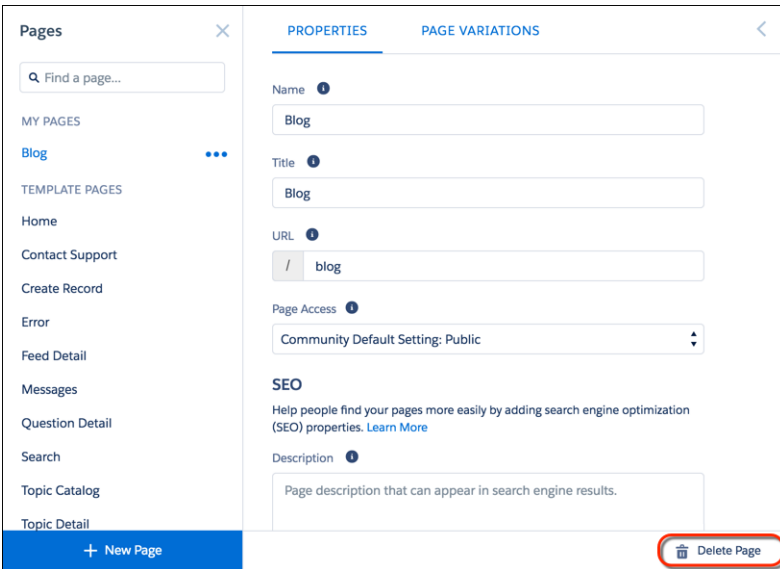 Pages
Find a page...
MY PAGES
Blog
TEMPLATE PAGES
Home
Contact Support
Create Record
Error
Feed Detail
Messages
Question Detail
Search
Topic Catalog
Topic Detail
+ New Page
PROPERTIES
PAGE VARIATIONS
Name
Blog
Title
Blog
URL
/ blog
Page Access
Community Default Setting: Public
SEO
Help people find your pages more easily by adding search engine optimization
(SEO) properties. Learn More
Description
Page description that can appear in search engine results.
Delete Page